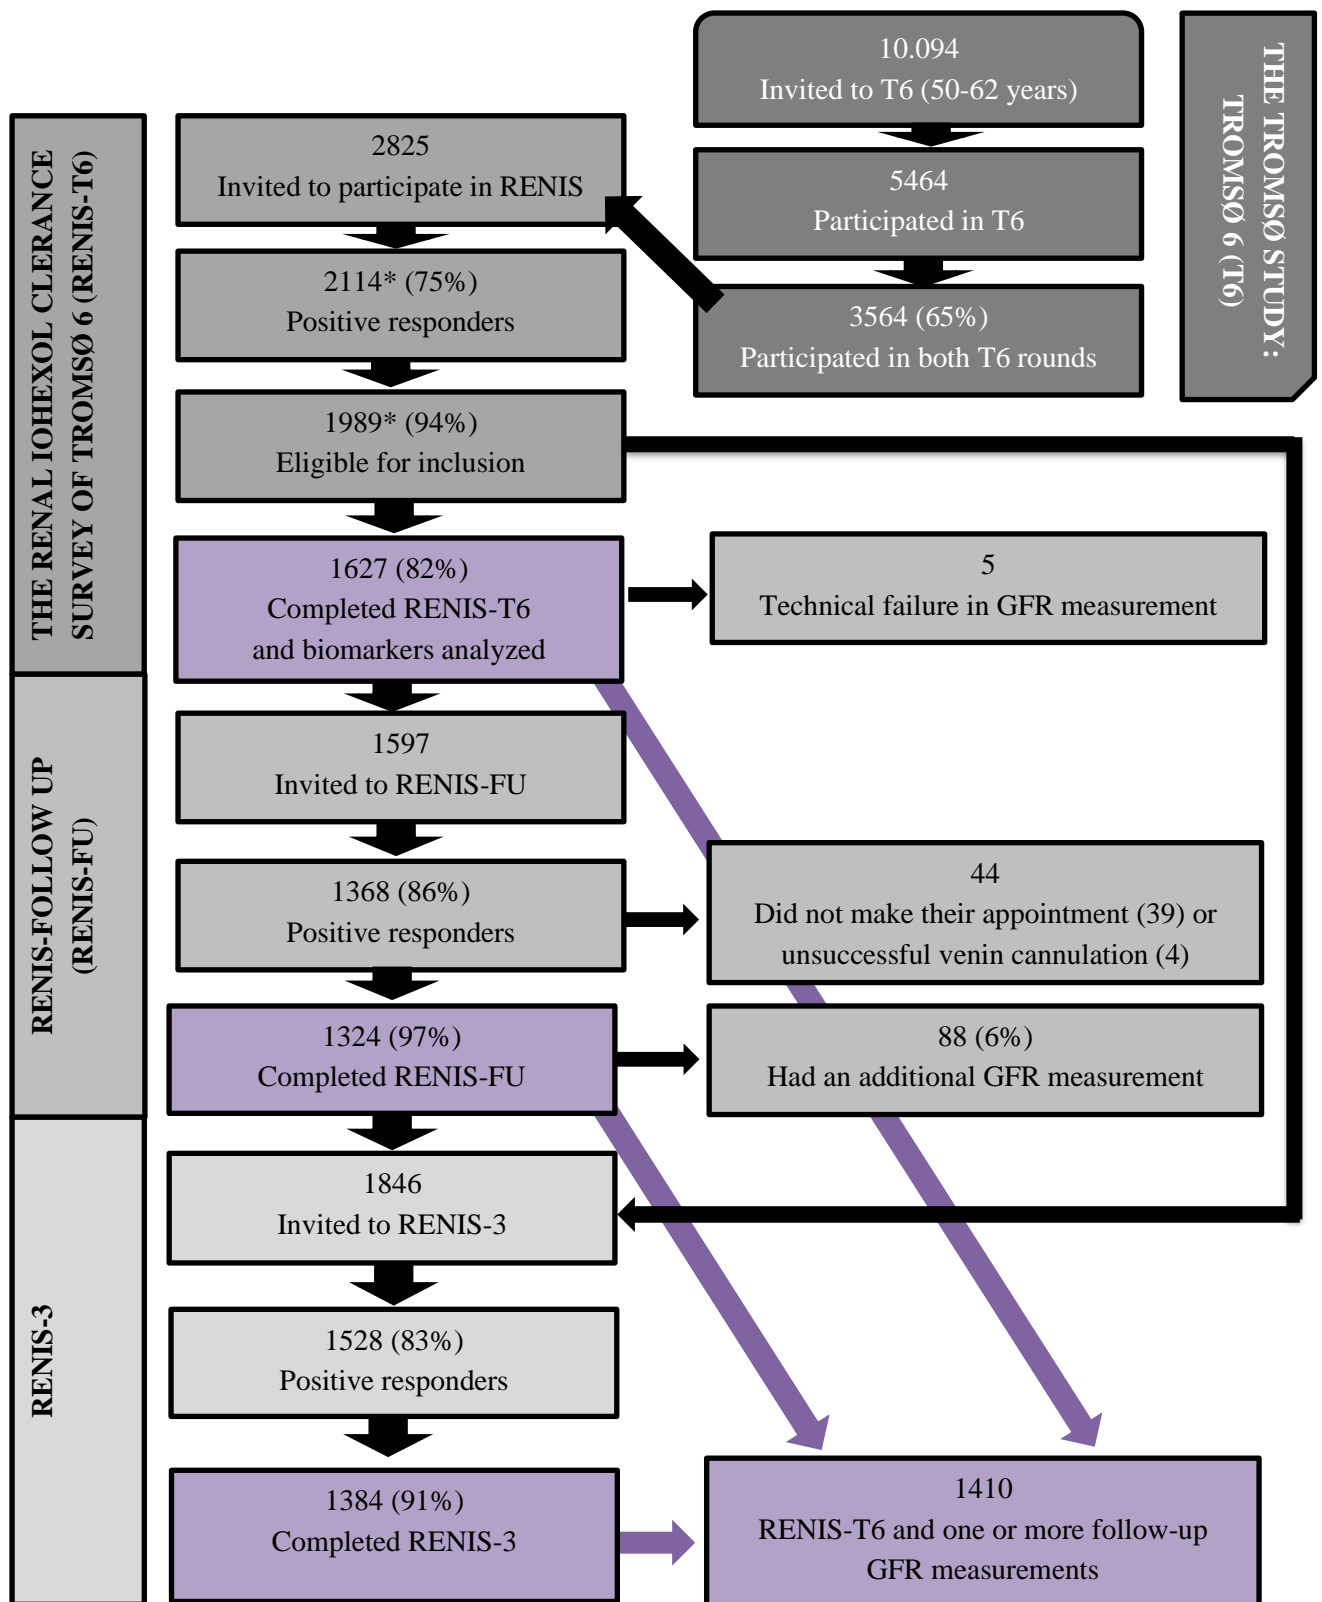 10.094
Invited to T6 (50-62 years)
5464
Participated in T6
3564 (65%)
Participated in both T6 rounds
THE TROMSØ STUDY:
TROMSØ 6 (T6)
THE RENAL IOHEXOL CLERANCE
SURVEY OF TROMSØ 6 (RENIS-T6)
2825
Invited to participate in RENIS
2114* (75%)
Positive responders
1989* (94%)
Eligible for inclusion
1627 (82%)
Completed RENIS-T6
and biomarkers analyzed
5
Technical failure in GFR measurement
RENIS-FOLLOW UP
(RENIS-FU)
1597
Invited to RENIS-FU
1368 (86%)
Positive responders
44
Did not make their appointment (39) or
unsuccessful venin cannulation (4)
1324 (97%)
Completed RENIS-FU
88 (6%)
Had an additional GFR measurement
RENIS-3
1846
Invited to RENIS-3
1528 (83%)
Positive responders
1384 (91%)
Completed RENIS-3
1410
RENIS-T6 and one or more follow-up
GFR measurements